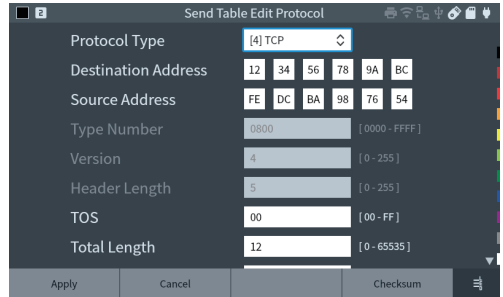 2 Send Table Edit Protocol
Protocol Type [4] TCP
Destination Address 12 34 56 78 9A BC
Source Address FE DC BA 98 76 54
Type Number 0800 [ 0000 - FFFF ]
Version 4 [ 0 - 255 ]
Header Length 5 [ 0 - 255 ]
TOS 00 [ 00 - FF ]
Total Length 12 [ 0 - 65535 ]
Apply Cancel Checksum